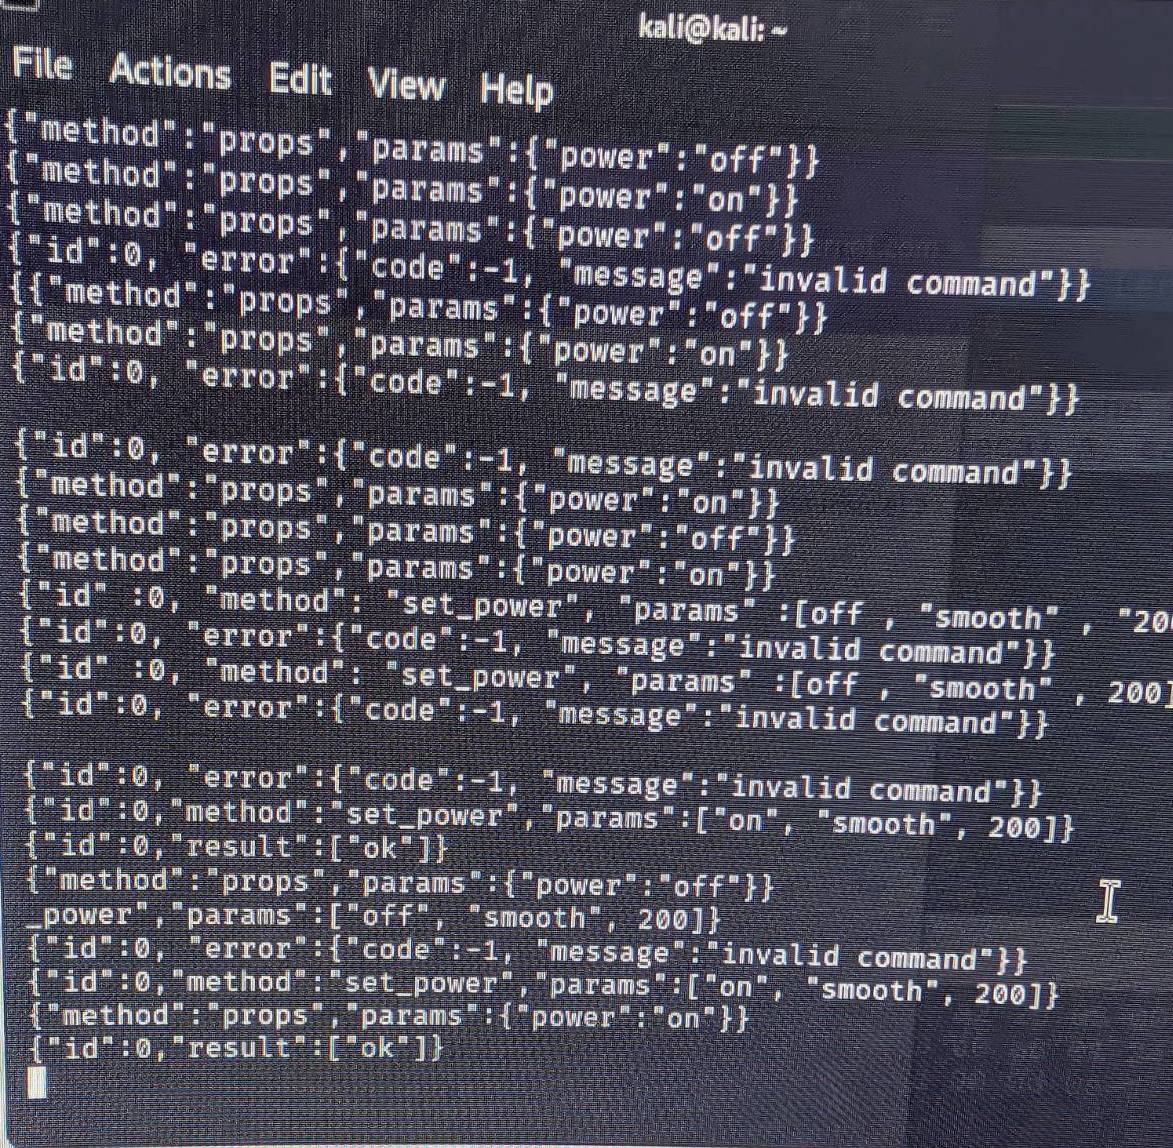 kali@kali: ~
File Actions Edit View Help
{"method":"props","params":{"power":"off"}}
{"method":"props","params":{"power":"on"}}
{"method":"props","params":{"power":"off"}}
{"id":0, "error":{"code":-1, "message":"invalid command"}}
{{"method":"props","params":{"power":"off"}}
{"method":"props","params":{"power":"on"}}
{"id":0, "error":{"code":-1, "message":"invalid command"}}
{"id":0, "error":{"code":-1, "message":"invalid command"}}
{"method":"props","params":{"power":"on"}}
{"method":"props","params":{"power":"off"}}
{"method":"props","params":{"power":"on"}}
{"id" :0, "method": "set_power", "params" :[off , "smooth" , "20
{"id":0, "error":{"code":-1, "message":"invalid command"}}
{"id" :0, "method": "set_power", "params" :[off , "smooth" , 200]
{"id":0, "error":{"code":-1, "message":"invalid command"}}
{"id":0, "error":{"code":-1, "message":"invalid command"}}
{"id":0,"method":"set_power","params":["on", "smooth", 200]}
{"id":0,"result":["ok"]}
{"method":"props","params":{"power":"off"}}
_power","params":["off", "smooth", 200]}
{"id":0, "error":{"code":-1, "message":"invalid command"}}
{"id":0,"method":"set_power","params":["on", "smooth", 200]}
{"method":"props","params":{"power":"on"}}
{"id":0,"result":["ok"]}